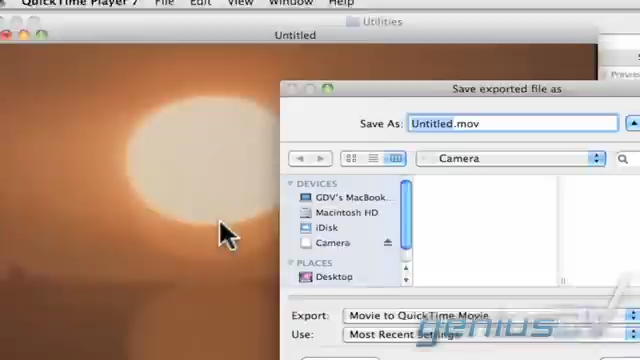 QuickTime Player 7 File Edit View Window Help
Utilities
Untitled
Save exported file as
Save As: Untitled.mov
Camera
DEVICES
GDV's MacBook...
Macintosh HD
iDisk
Camera
PLACES
Desktop
Export: Movie to QuickTime Movie
Use: Most Recent Settings
geniusDV